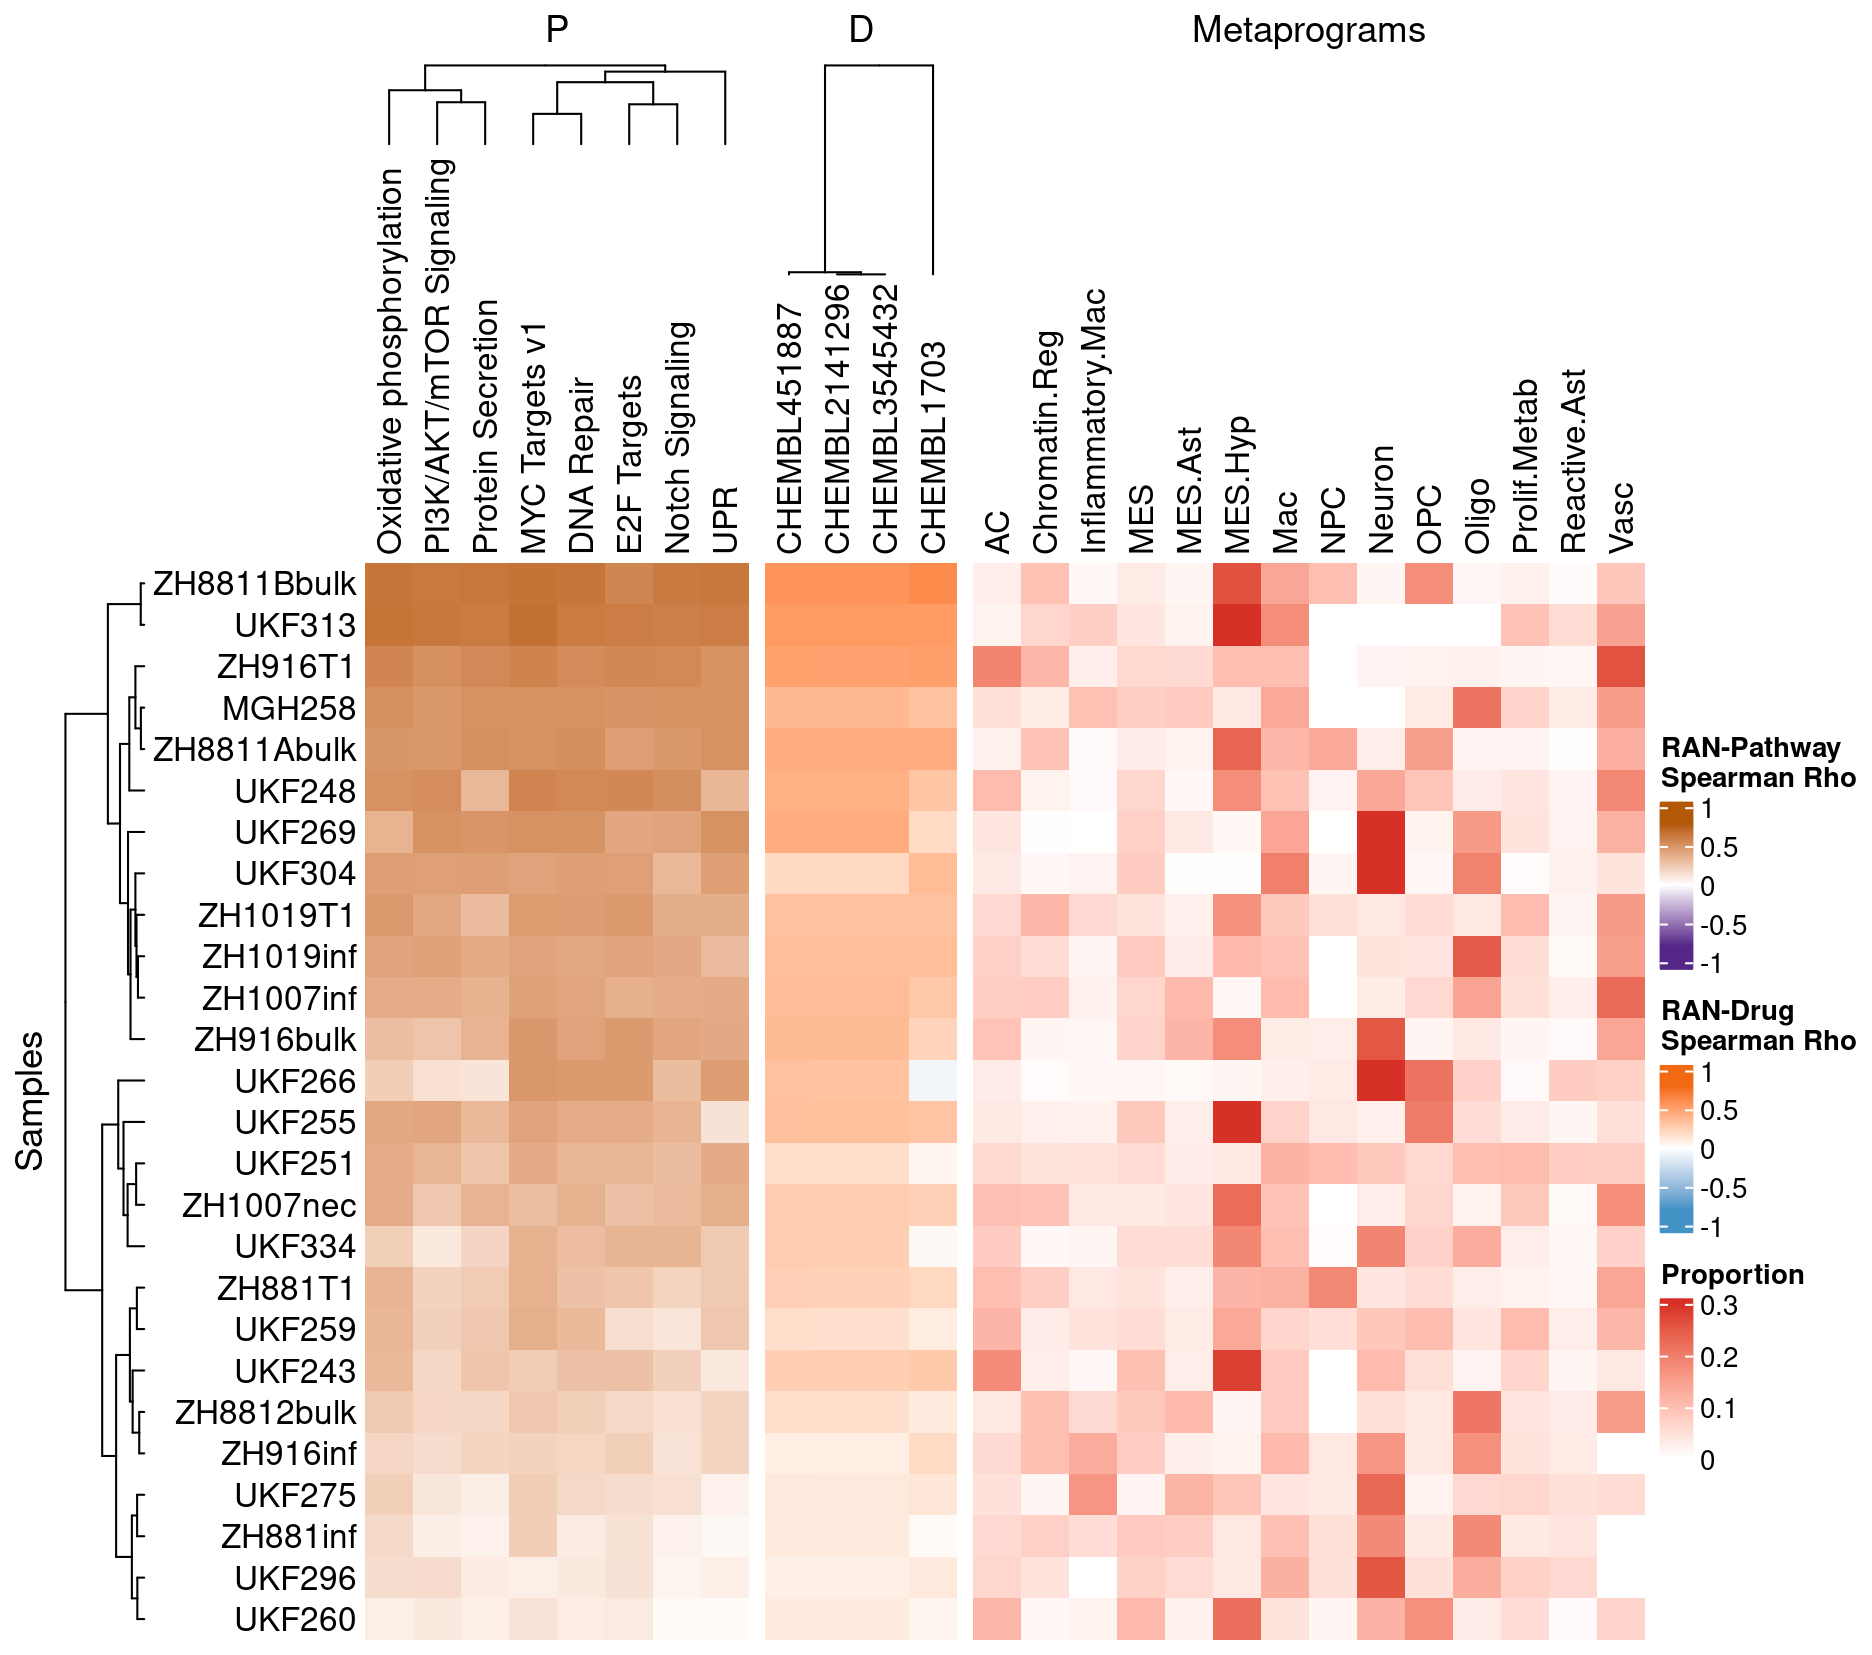 P
D
Metaprograms
Oxidative phosphorylation
PI3K/AKT/mTOR Signaling
Protein Secretion
MYC Targets v1
DNA Repair
E2F Targets
Notch Signaling
UPR
CHEMBL451887
CHEMBL2141296
CHEMBL3545432
CHEMBL1703
AC
Chromatin.Reg
Inflammatory.Mac
MES
MES.Ast
MES.Hyp
Mac
NPC
Neuron
OPC
Oligo
Prolif.Metab
Reactive.Ast
Vasc
Samples
ZH8811Bbulk
UKF313
ZH916T1
MGH258
ZH8811Abulk
UKF248
UKF269
UKF304
ZH1019T1
ZH1019inf
ZH1007inf
ZH916bulk
UKF266
UKF255
UKF251
ZH1007nec
UKF334
ZH881T1
UKF259
UKF243
ZH8812bulk
ZH916inf
UKF275
ZH881inf
UKF296
UKF260
RAN-Pathway
Spearman Rho
1
0.5
0
-0.5
-1
RAN-Drug
Spearman Rho
1
0.5
0
-0.5
-1
Proportion
0.3
0.2
0.1
0